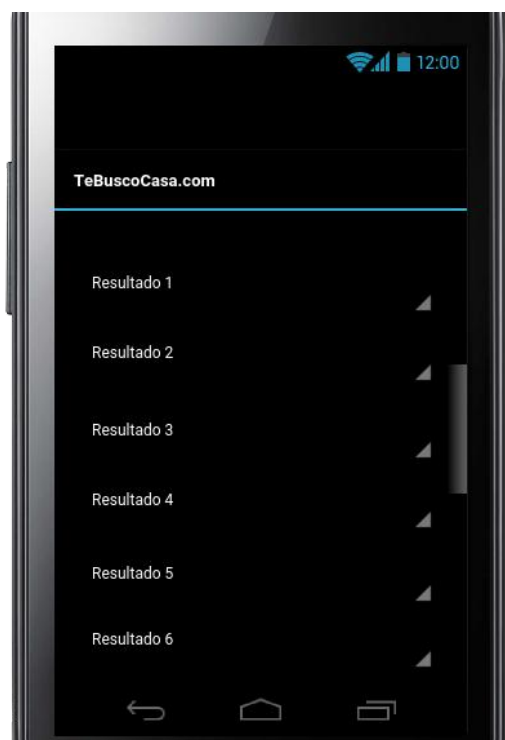 12:00
TeBuscoCasa.com
Resultado 1
Resultado 2
Resultado 3
Resultado 4
Resultado 5
Resultado 6